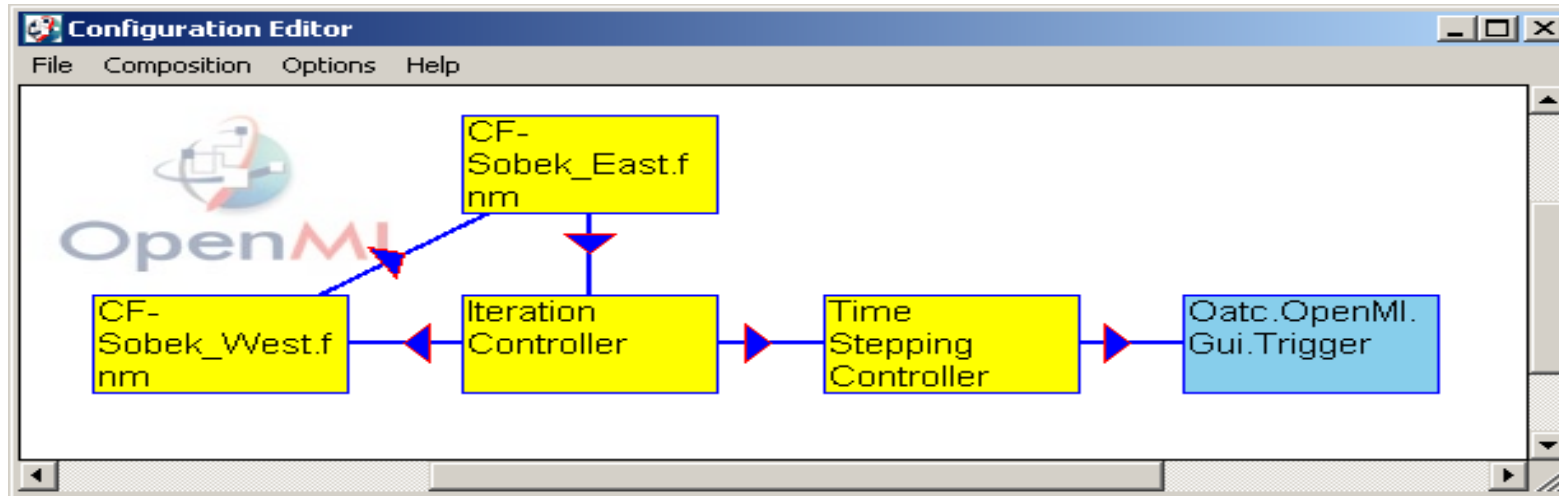 Configuration Editor
File Composition Options Help
OpenMI
CF-
Sobek_East.f
nm
CF-
Sobek_West.f
nm
Iteration
Controller
Time
Stepping
Controller
Oatc.OpenMI.
Gui.Trigger